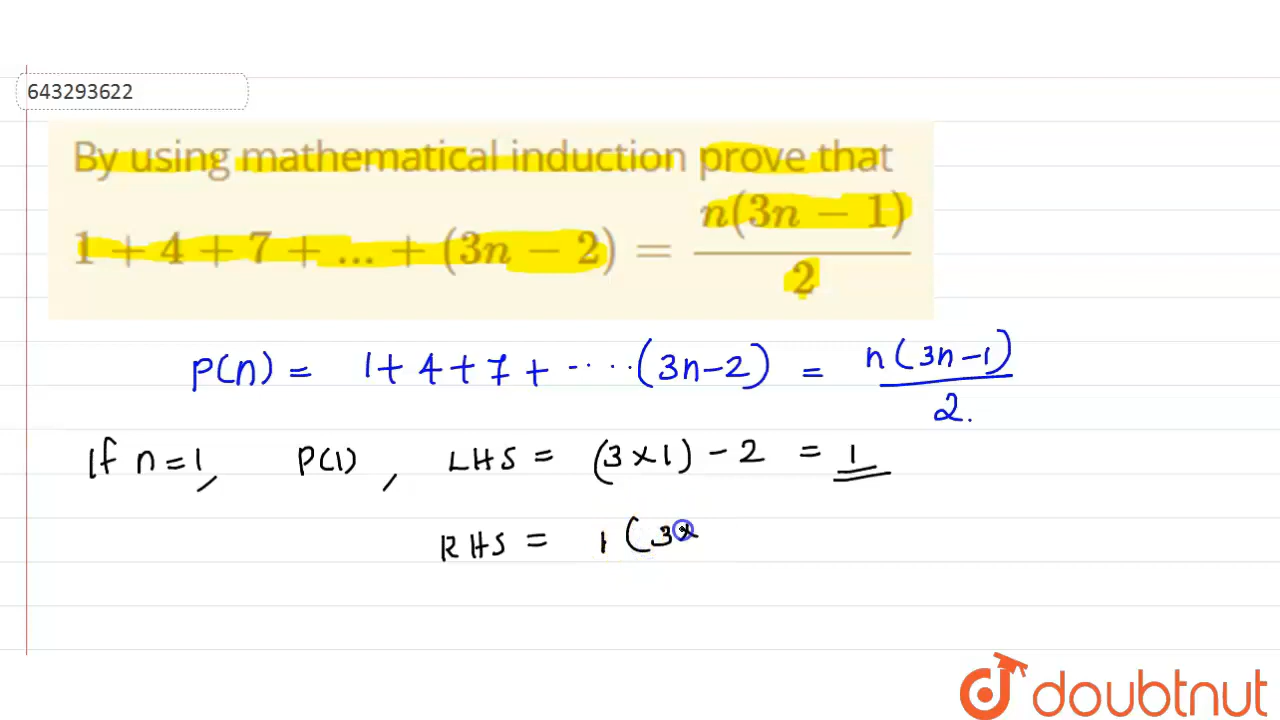 643293622
By using mathematical induction prove that
1 + 4 + 7 + ... + (3n − 2) = n(3n − 1) / 2
P(n) = 1 + 4 + 7 + ..... (3n-2) = n(3n-1) / 2.
If n=1, P(1), LHS = (3×1) - 2 = 1
RHS = 1 (3×
doubtnut